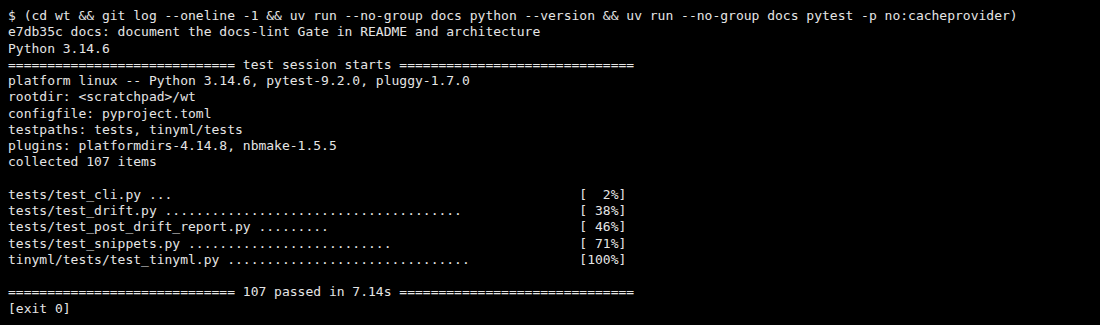 $ (cd wt && git log --oneline -1 && uv run --no-group docs python --version && uv run --no-group docs pytest -p no:cacheprovider)
e7db35c docs: document the docs-lint Gate in README and architecture
Python 3.14.6
============================= test session starts ==============================
platform linux -- Python 3.14.6, pytest-9.2.0, pluggy-1.7.0
rootdir: <scratchpad>/wt
configfile: pyproject.toml
testpaths: tests, tinyml/tests
plugins: platformdirs-4.14.8, nbmake-1.5.5
collected 107 items

tests/test_cli.py ...                                                    [  2%]
tests/test_drift.py ......................................               [ 38%]
tests/test_post_drift_report.py .........                                [ 46%]
tests/test_snippets.py ..........................                        [ 71%]
tinyml/tests/test_tinyml.py ...............................              [100%]

============================= 107 passed in 7.14s ==============================
[exit 0]